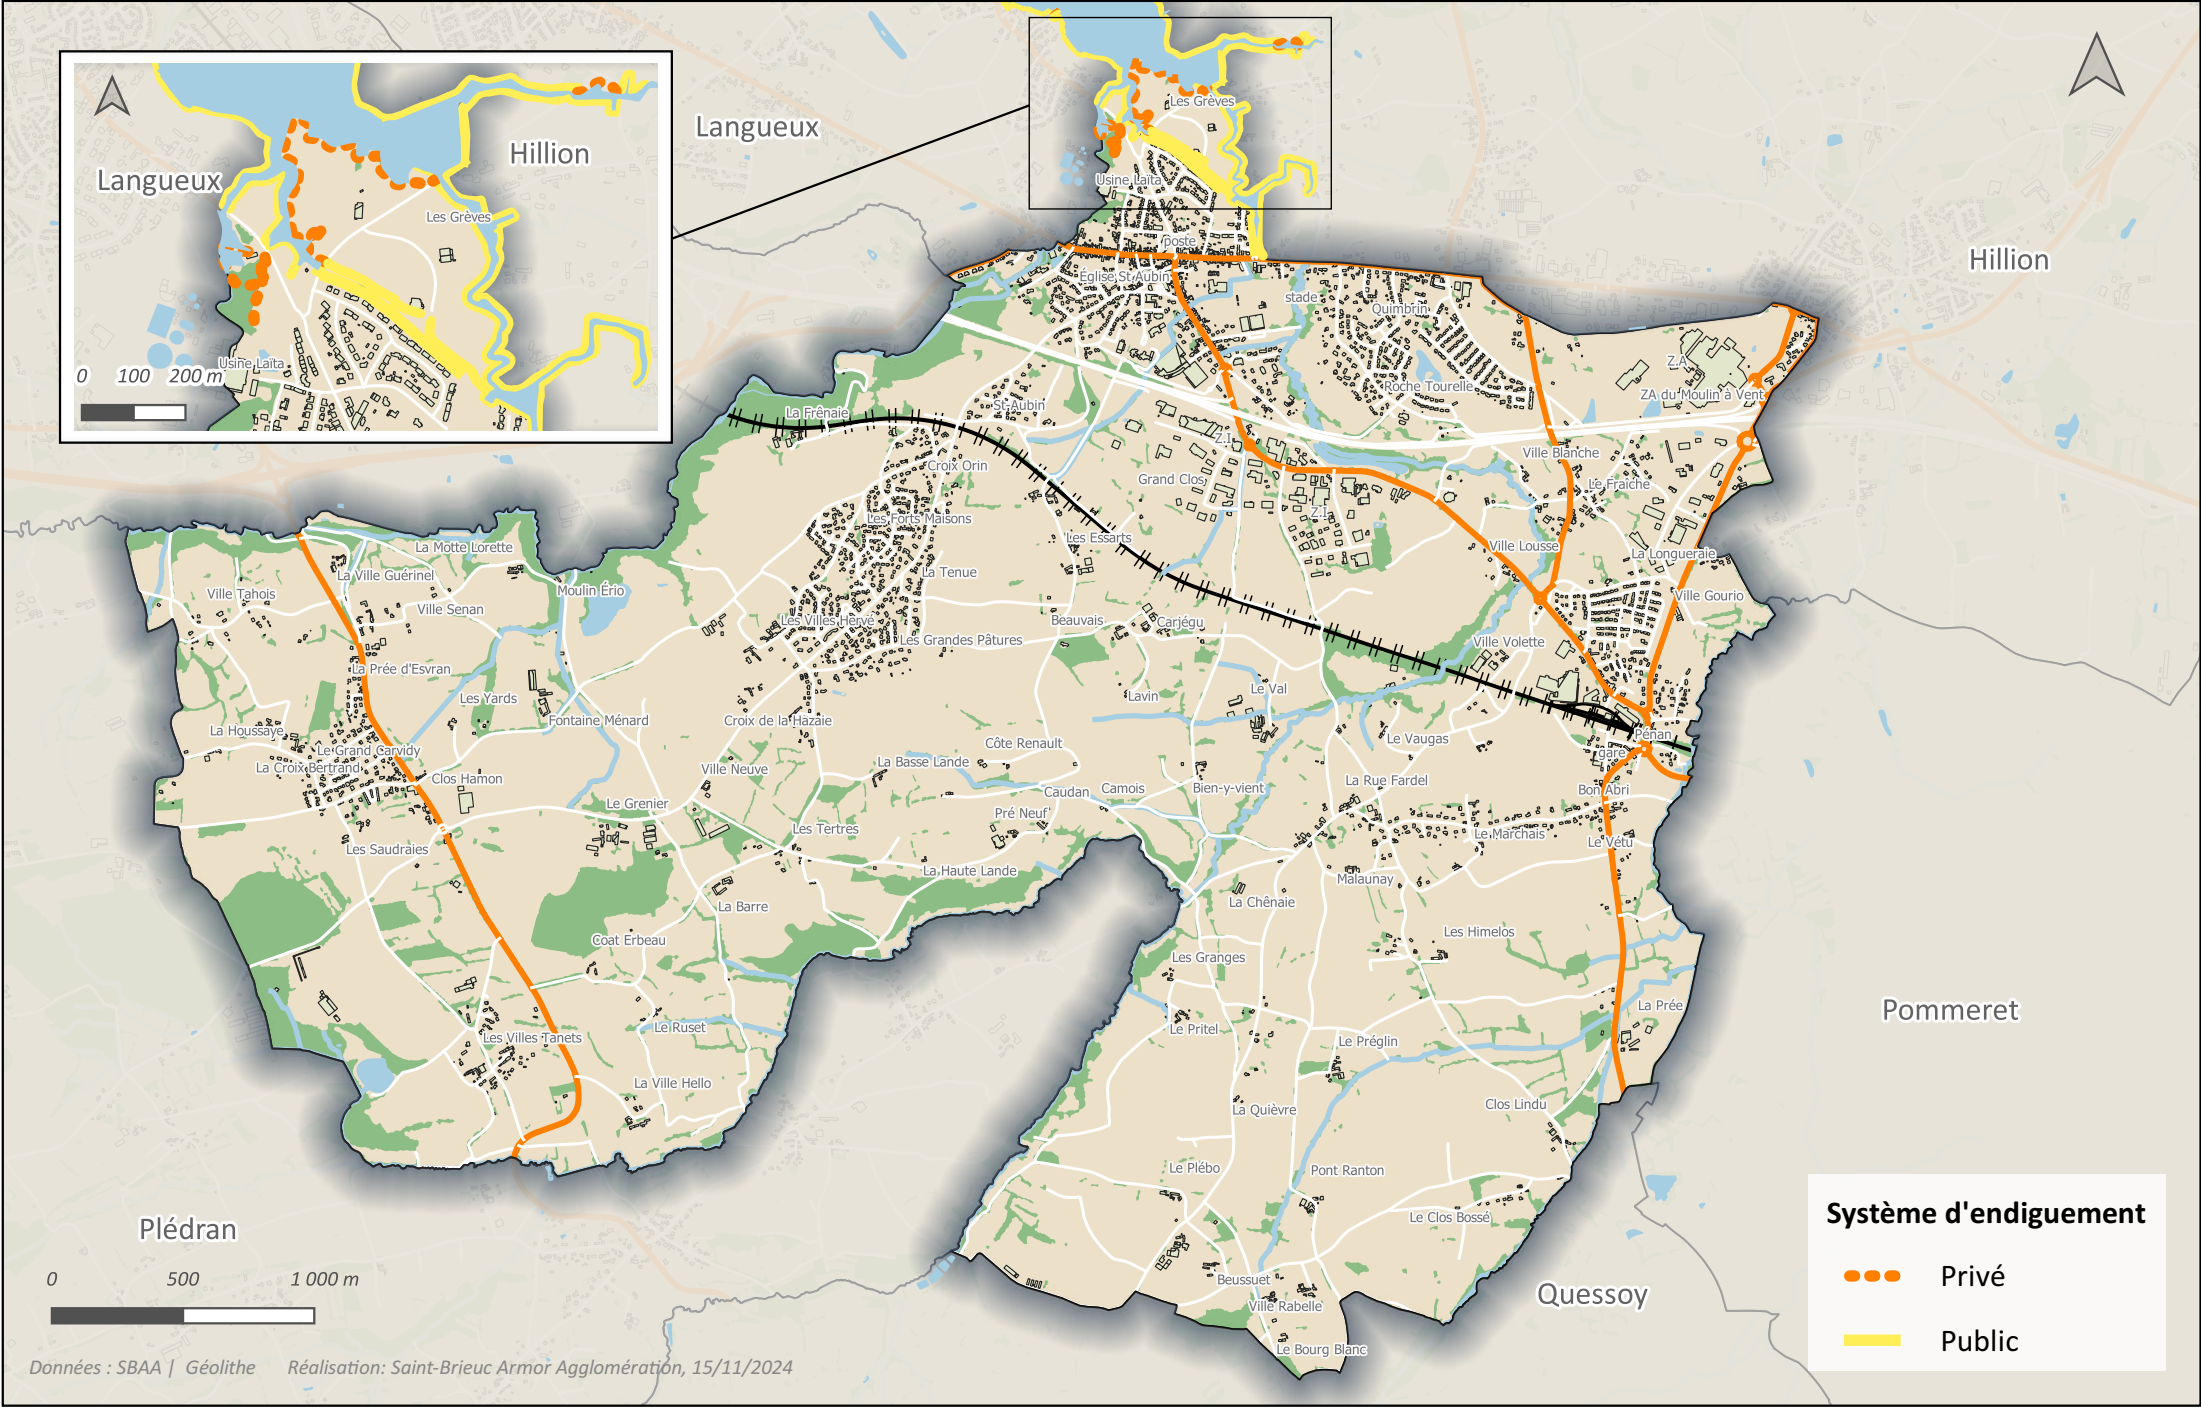 Langueux
Hillion
Les Grèves
Usine Laïta
0 100 200 m
Langueux
Les Grèves
Usine Laïta
poste
Église St Aubin
stade
Quimbrin
Hillion
Z.A.
ZA du Moulin à Vent
Roche Tourelle
La Frênaie
St-Aubin
Z.I.
Ville Blanche
Croix Orin
Grand Clos
Le Fraîche
Z.I.
Les Forts Maisons
Les Essarts
Ville Lousse
La Longueraie
La Motte Lorette
La Ville Guérinel
La Tenue
Ville Tahois
Moulin Ério
Ville Gourio
Ville Senan
Les Villes Hervé
Beauvais
Carjégu
Les Grandes Pâtures
Ville Volette
La Prée d'Esvran
Les Yards
Lavin
Le Val
La Houssaye
Fontaine Ménard
Croix de la Hazaie
Pénan
Le Grand Carvidy
Côte Renault
Le Vaugas
gare
La Croix Bertrand
Clos Hamon
Ville Neuve
La Basse Lande
La Rue Fardel
Caudan
Camois
Bien-y-vient
Bon Abri
Le Grenier
Pré Neuf
Les Tertres
Le Marchais
Le Vétu
Les Saudraies
La Haute Lande
Malaunay
La Barre
La Chênaie
Coat Erbeau
Les Himelos
Les Granges
La Prée
Pommeret
Le Ruset
Le Pritel
Les Villes Tanets
Le Préglin
La Ville Hello
La Quièvre
Clos Lindu
Le Plébo
Pont Ranton
Le Clos Bossé
Plédran
Beussuet
Quessoy
Ville Rabelle
Le Bourg Blanc
0 500 1 000 m
Système d'endiguement
Privé
Public
Données : SBAA | Géolithe Réalisation: Saint-Brieuc Armor Agglomération, 15/11/2024